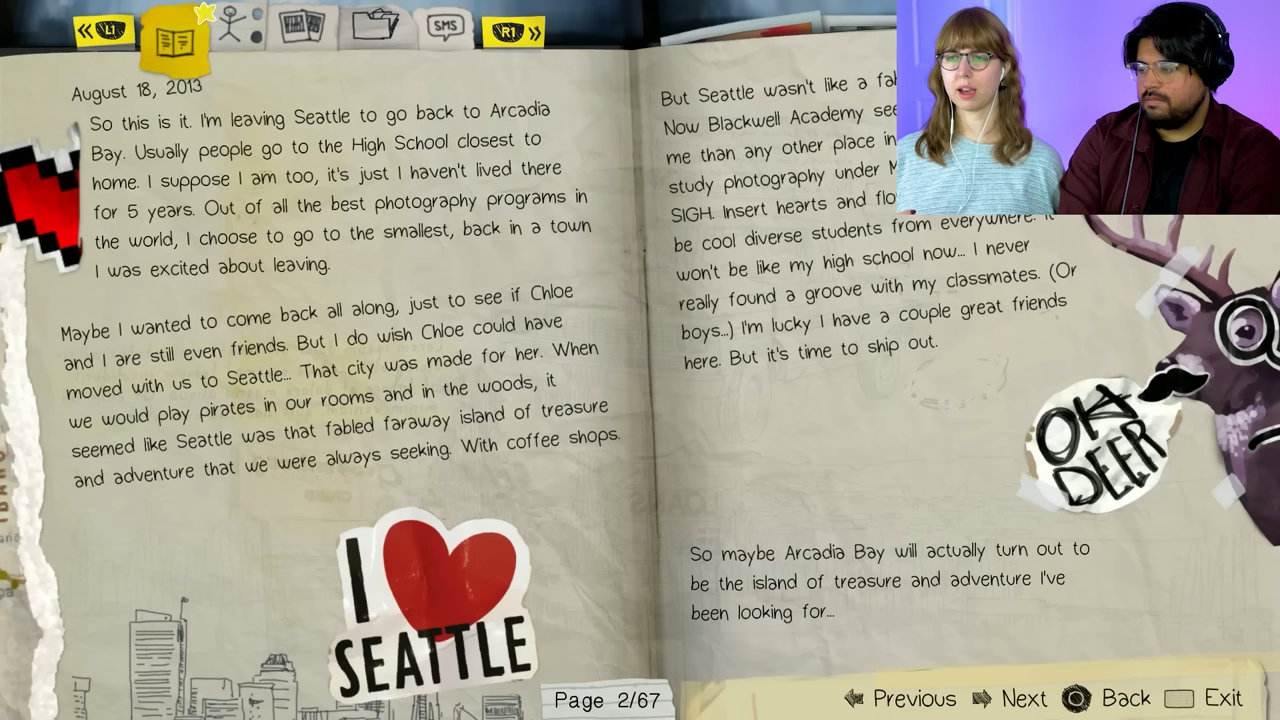 L1
SMS
R1
August 18, 2013
So this is it. I'm leaving Seattle to go back to Arcadia
Bay. Usually people go to the High School closest to
home. I suppose I am too, it's just I haven't lived there
for 5 years. Out of all the best photography programs in
the world, I choose to go to the smallest, back in a town
I was excited about leaving.
Maybe I wanted to come back all along, just to see if Chloe
and I are still even friends. But I do wish Chloe could have
moved with us to Seattle... That city was made for her. When
we would play pirates in our rooms and in the woods, it
seemed like Seattle was that fabled faraway island of treasure
and adventure that we were always seeking. With coffee shops.
I
SEATTLE
But Seattle wasn't like a
Now Blackwell Academy
me than any other place in
study photography under
SIGH. Insert hearts and
be cool diverse students from everywhere. It
won't be like my high school now... I never
really found a groove with my classmates. (Or
boys...) I'm lucky I have a couple great friends
here. But it's time to ship out.
OH
DEER
So maybe Arcadia Bay will actually turn out to
be the island of treasure and adventure I've
been looking for...
Page 2/67
Previous
Next
Back
Exit